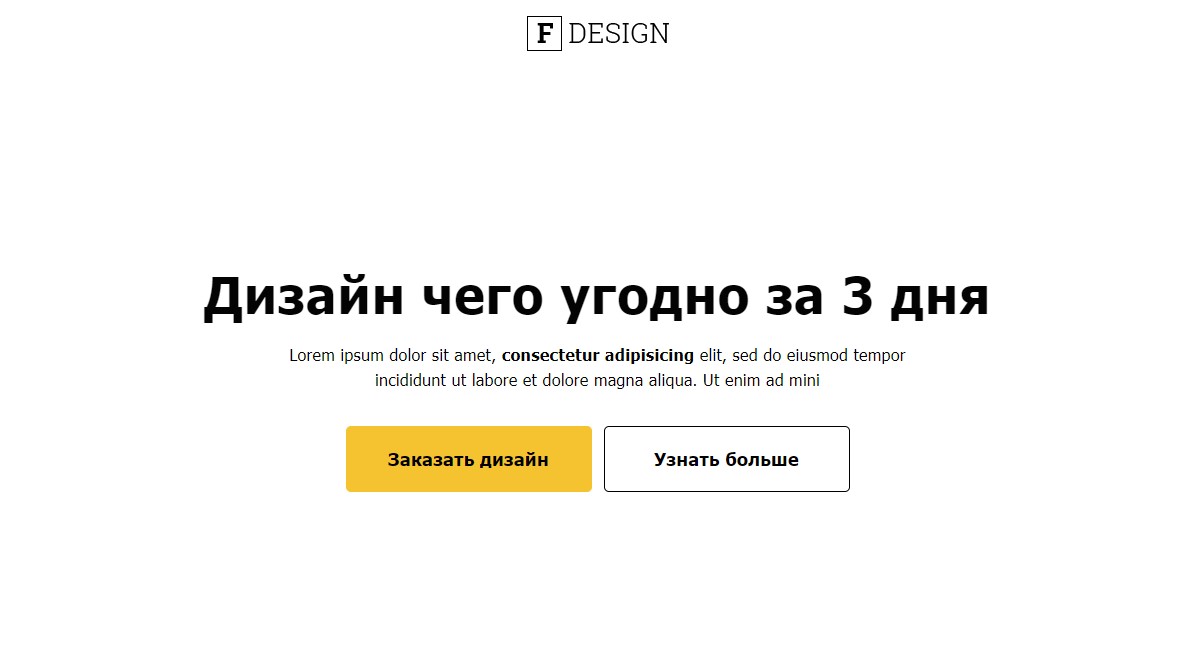 F DESIGN
Дизайн чего угодно за 3 дня
Lorem ipsum dolor sit amet, consectetur adipisicing elit, sed do eiusmod tempor
incididunt ut labore et dolore magna aliqua. Ut enim ad mini
Заказать дизайн
Узнать больше